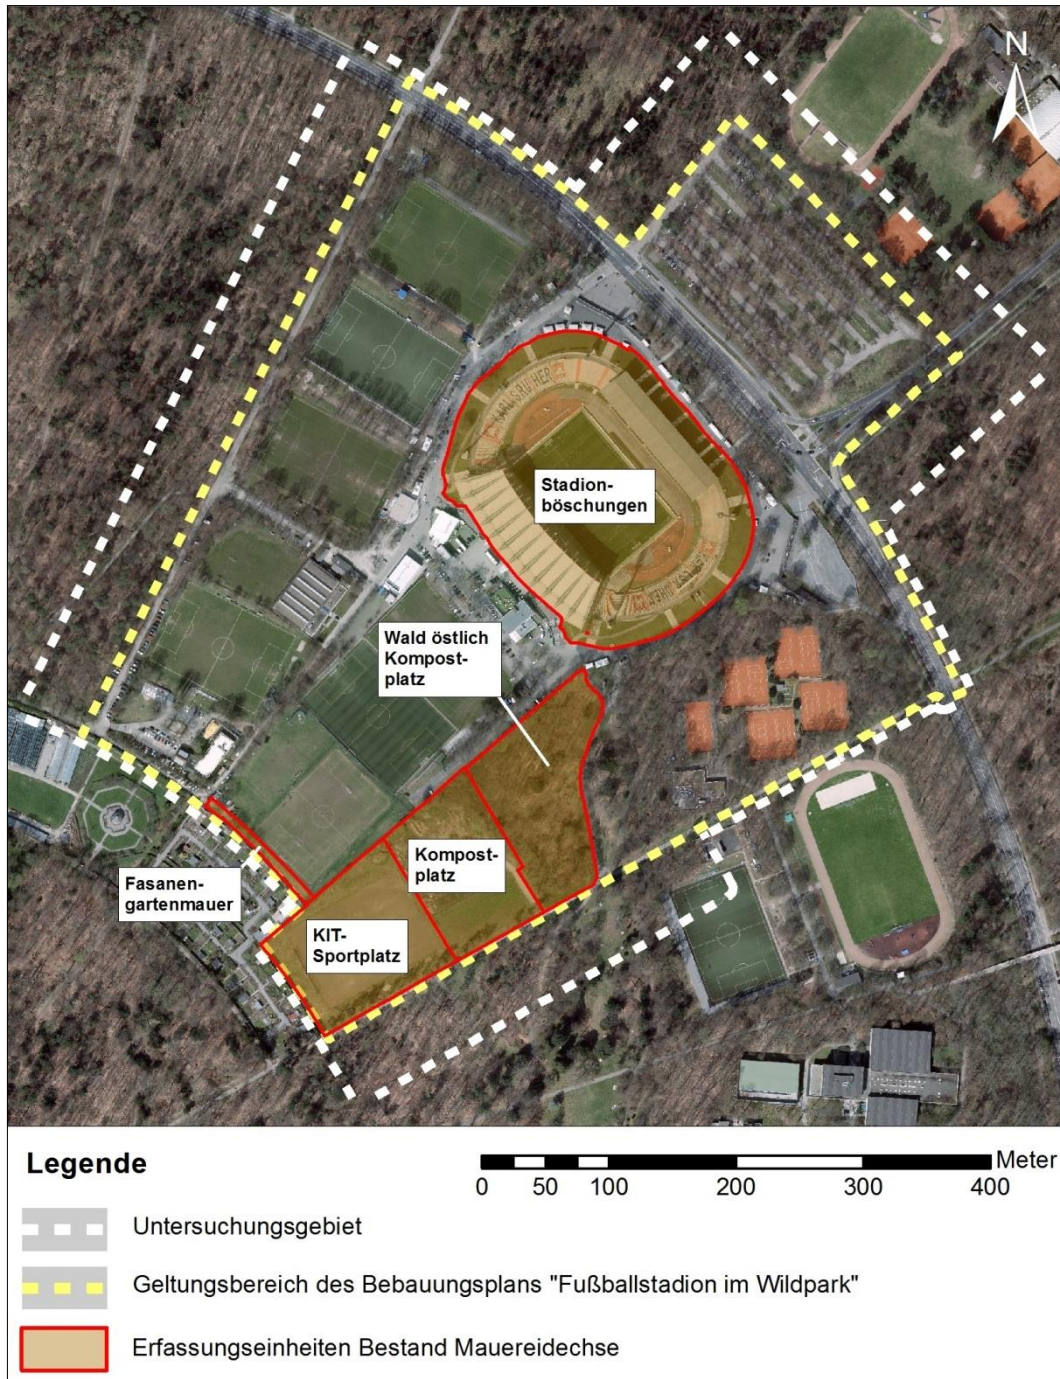 N
KARLSRUHER
Stadion-
böschungen
Wald östlich
Kompost-
platz
Kompost-
platz
Fasanen-
gartenmauer
KIT-
Sportplatz
Legende
Meter
0 50 100 200 300 400
Untersuchungsgebiet
Geltungsbereich des Bebauungsplans "Fußballstadion im Wildpark"
Erfassungseinheiten Bestand Mauereidechse